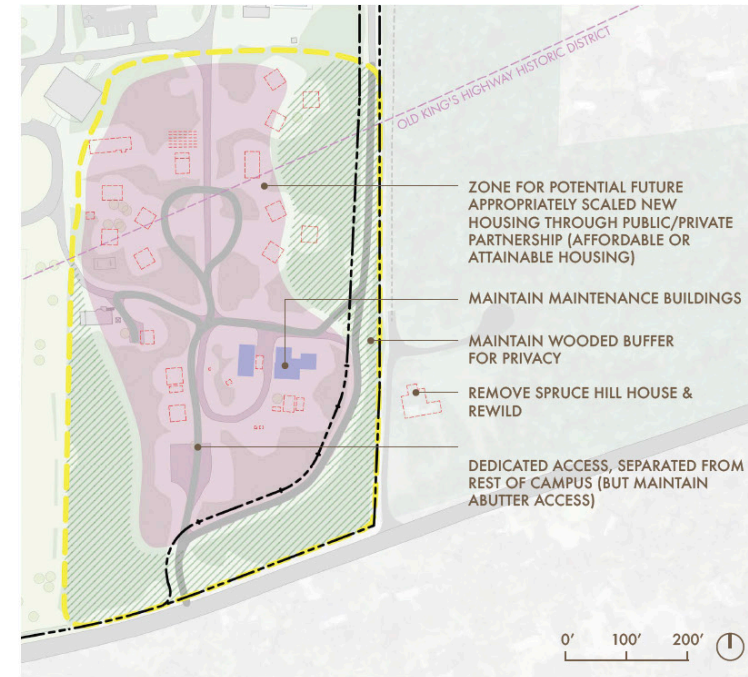 OLD KING'S HIGHWAY HISTORIC DISTRICT
ZONE FOR POTENTIAL FUTURE
APPROPRIATELY SCALED NEW
HOUSING THROUGH PUBLIC/PRIVATE
PARTNERSHIP (AFFORDABLE OR
ATTAINABLE HOUSING)
MAINTAIN MAINTENANCE BUILDINGS
MAINTAIN WOODED BUFFER
FOR PRIVACY
REMOVE SPRUCE HILL HOUSE &
REWILD
DEDICATED ACCESS, SEPARATED FROM
REST OF CAMPUS (BUT MAINTAIN
ABUTTER ACCESS)
0' 100' 200'